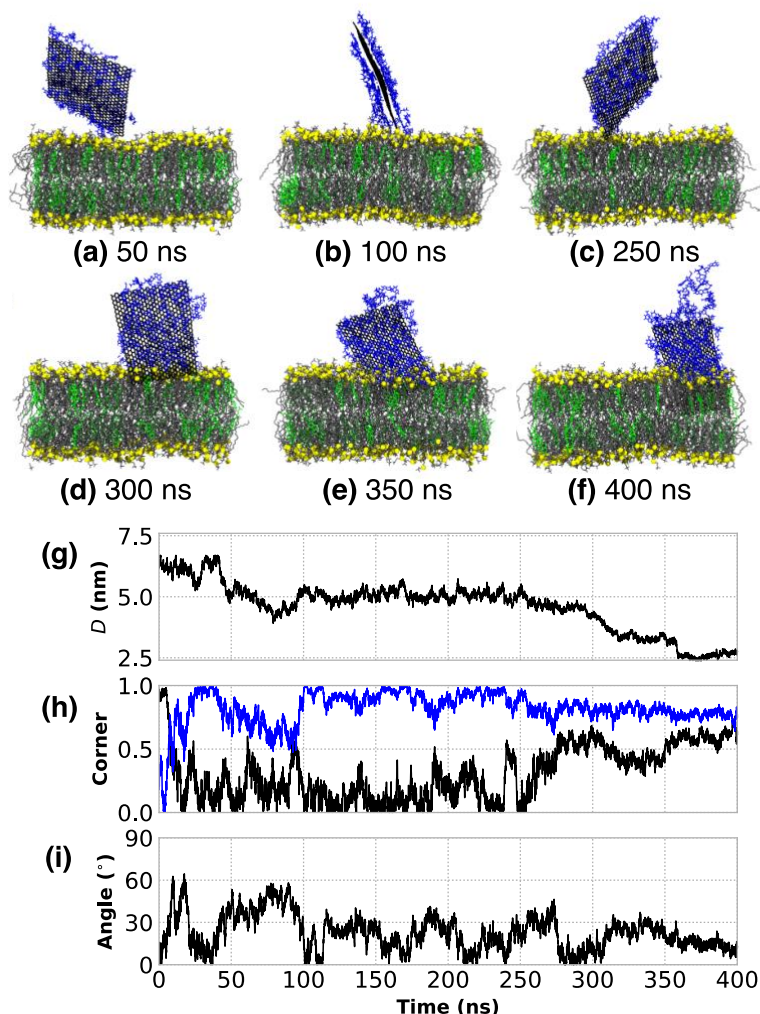 (a) 50 ns (b) 100 ns (c) 250 ns
(d) 300 ns (e) 350 ns (f) 400 ns
(g)
D (nm)
7.5
5.0
2.5
(h)
Corner
1.0
0.5
0.0
(i)
Angle (°)
90
60
30
0
0 50 100 150 200 250 300 350 400
Time (ns)